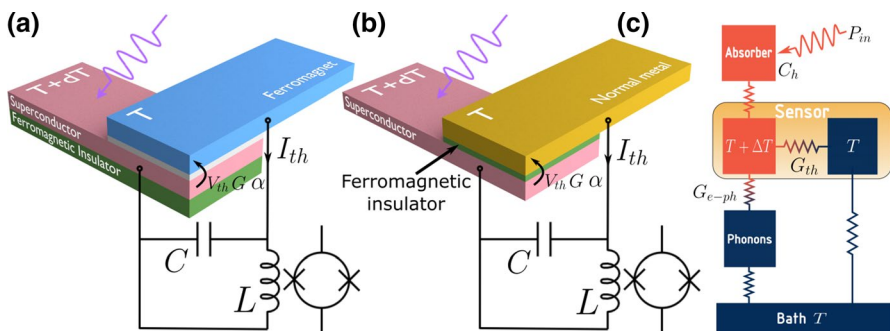 (a)
T+dT
Superconductor
Ferromagnetic Insulator
T
Ferromagnet
V_th G α
I_th
C
L
(b)
T+dT
Superconductor
T
Normal metal
Ferromagnetic
insulator
V_th G α
I_th
C
L
(c)
Absorber
P_in
C_h
Sensor
T + ΔT
T
G_th
G_e-ph
Phonons
Bath T